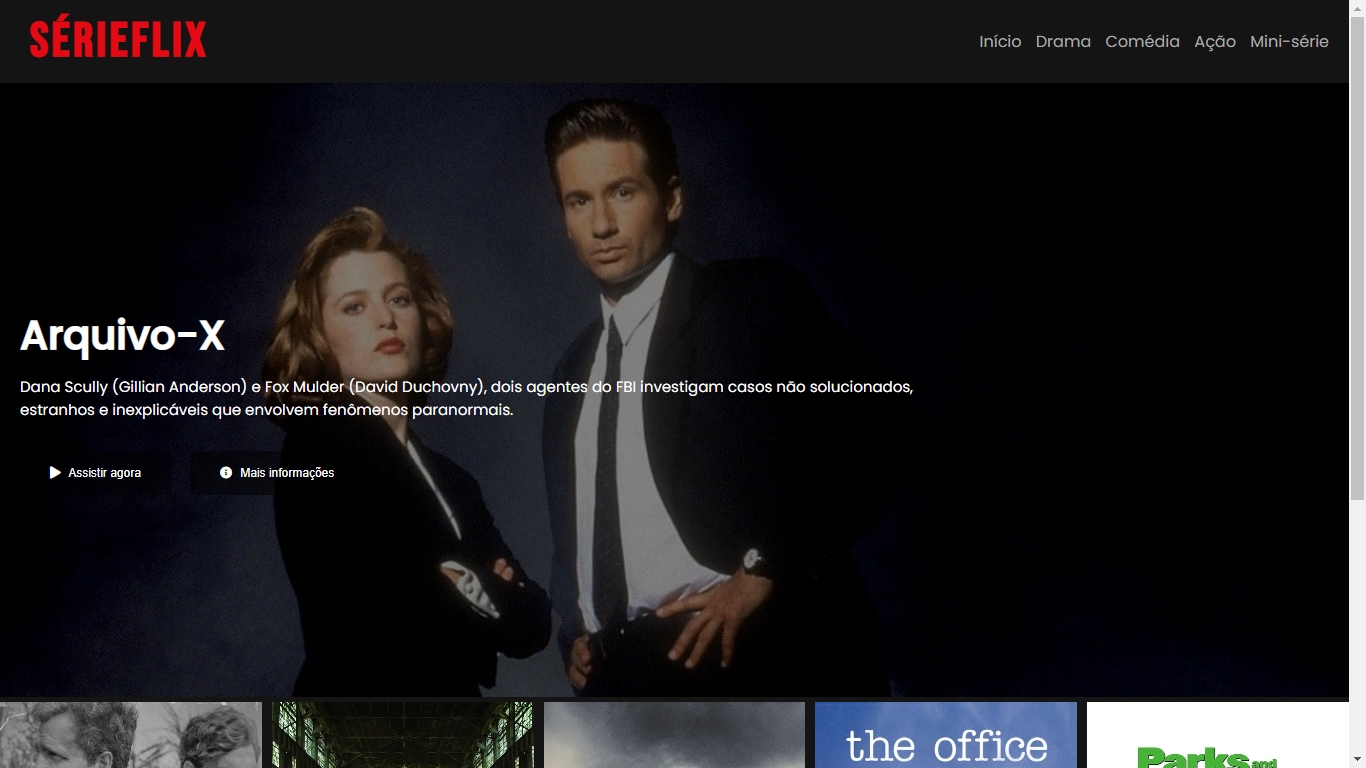 SÉRIEFLIX
Início Drama Comédia Ação Mini-série
Arquivo-X
Dana Scully (Gillian Anderson) e Fox Mulder (David Duchovny), dois agentes do FBI investigam casos não solucionados,
estranhos e inexplicáveis que envolvem fenômenos paranormais.
Assistir agora Mais informações
the office
Parks and